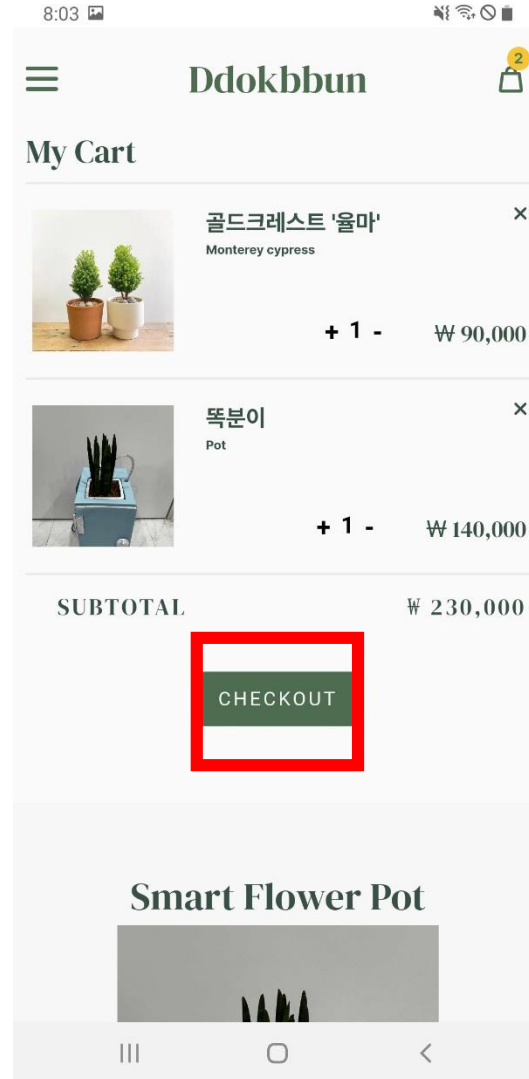 8:03
Ddokbbun
2
My Cart
골드크레스트 '율마'
Monterey cypress
+ 1 -
₩ 90,000
똑분이
Pot
+ 1 -
₩ 140,000
SUBTOTAL
₩ 230,000
CHECKOUT
Smart Flower Pot